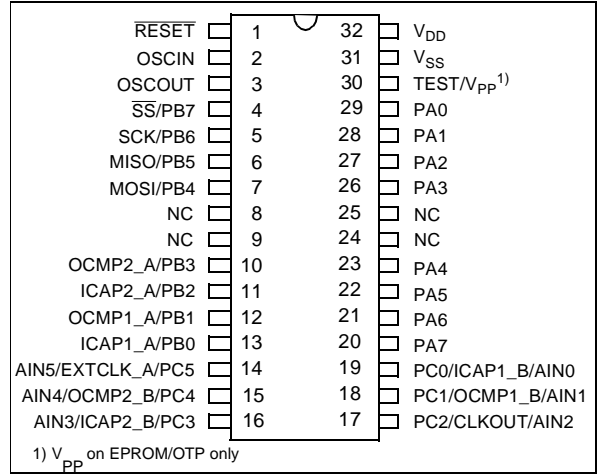 RESET 1 32 VDD
OSCIN 2 31 VSS
OSCOUT 3 30 TEST/VPP1)
SS/PB7 4 29 PA0
SCK/PB6 5 28 PA1
MISO/PB5 6 27 PA2
MOSI/PB4 7 26 PA3
NC 8 25 NC
NC 9 24 NC
OCMP2_A/PB3 10 23 PA4
ICAP2_A/PB2 11 22 PA5
OCMP1_A/PB1 12 21 PA6
ICAP1_A/PB0 13 20 PA7
AIN5/EXTCLK_A/PC5 14 19 PC0/ICAP1_B/AIN0
AIN4/OCMP2_B/PC4 15 18 PC1/OCMP1_B/AIN1
AIN3/ICAP2_B/PC3 16 17 PC2/CLKOUT/AIN2
1) VPP on EPROM/OTP only